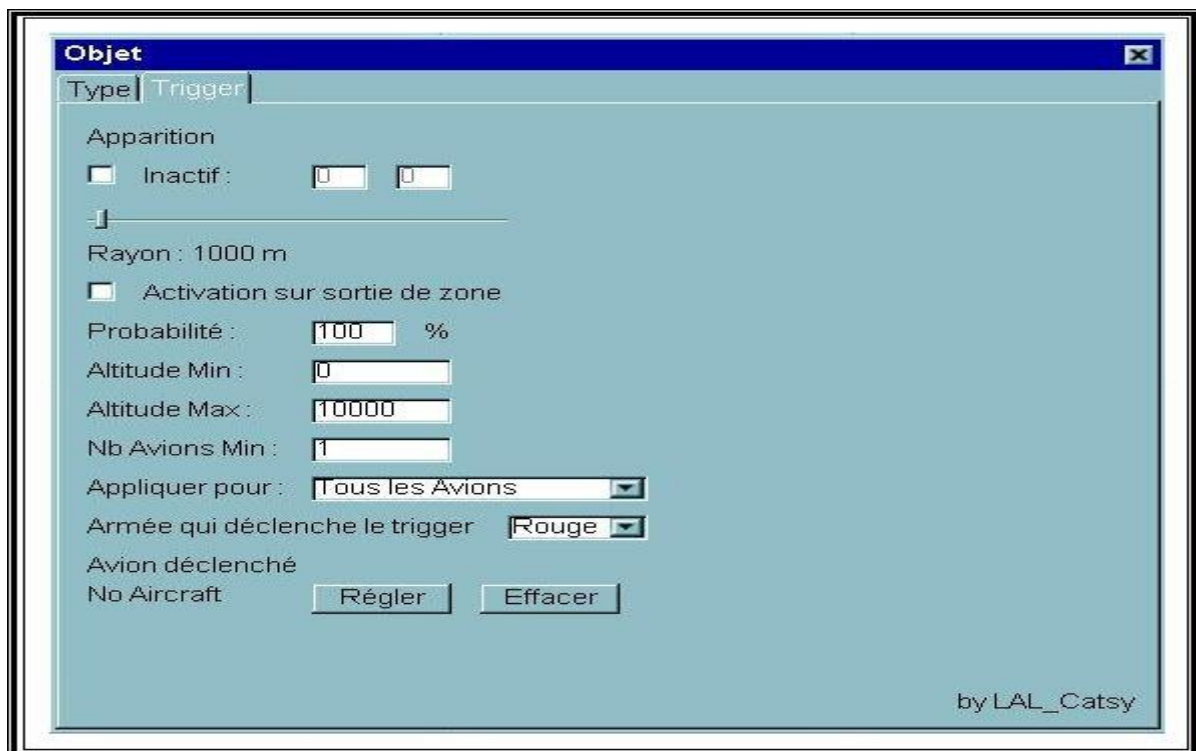 Objet
Type Trigger
Apparition
Inactif : 0 0
Rayon : 1000 m
Activation sur sortie de zone
Probabilité : 100 %
Altitude Min : 0
Altitude Max : 10000
Nb Avions Min : 1
Appliquer pour : Tous les Avions
Armée qui déclenche le trigger Rouge
Avion déclenché
No Aircraft Régler Effacer
by LAL_Catsy